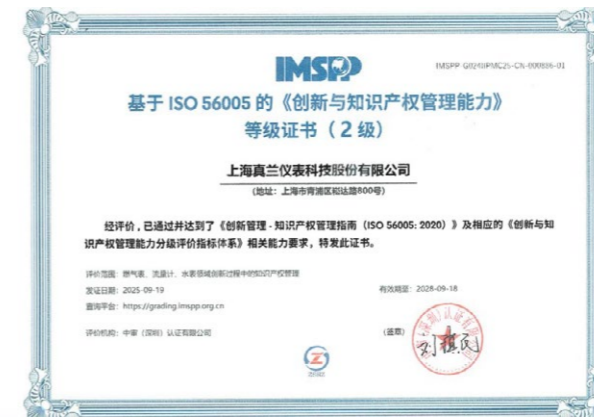 IMSPP
IMSPP G0240IPMC25-CN-000886-01
基于 ISO 56005 的《创新与知识产权管理能力》
等级证书（2 级）
上海真兰仪表科技股份有限公司
（地址：上海市青浦区崧达路800号）
经评价，已通过并达到了《创新管理 - 知识产权管理指南（ISO 56005: 2020）》及相应的《创新与知
识产权管理能力分级评价指标体系》相关能力要求，特发此证书。
评价范围：燃气表、流量计、水表领域创新过程中的知识产权管理
发证日期：2025-09-19
有效期至：2028-09-18
查询平台：https://grading.imspp.org.cn
评价机构：中审（深圳）认证有限公司
（盖章）